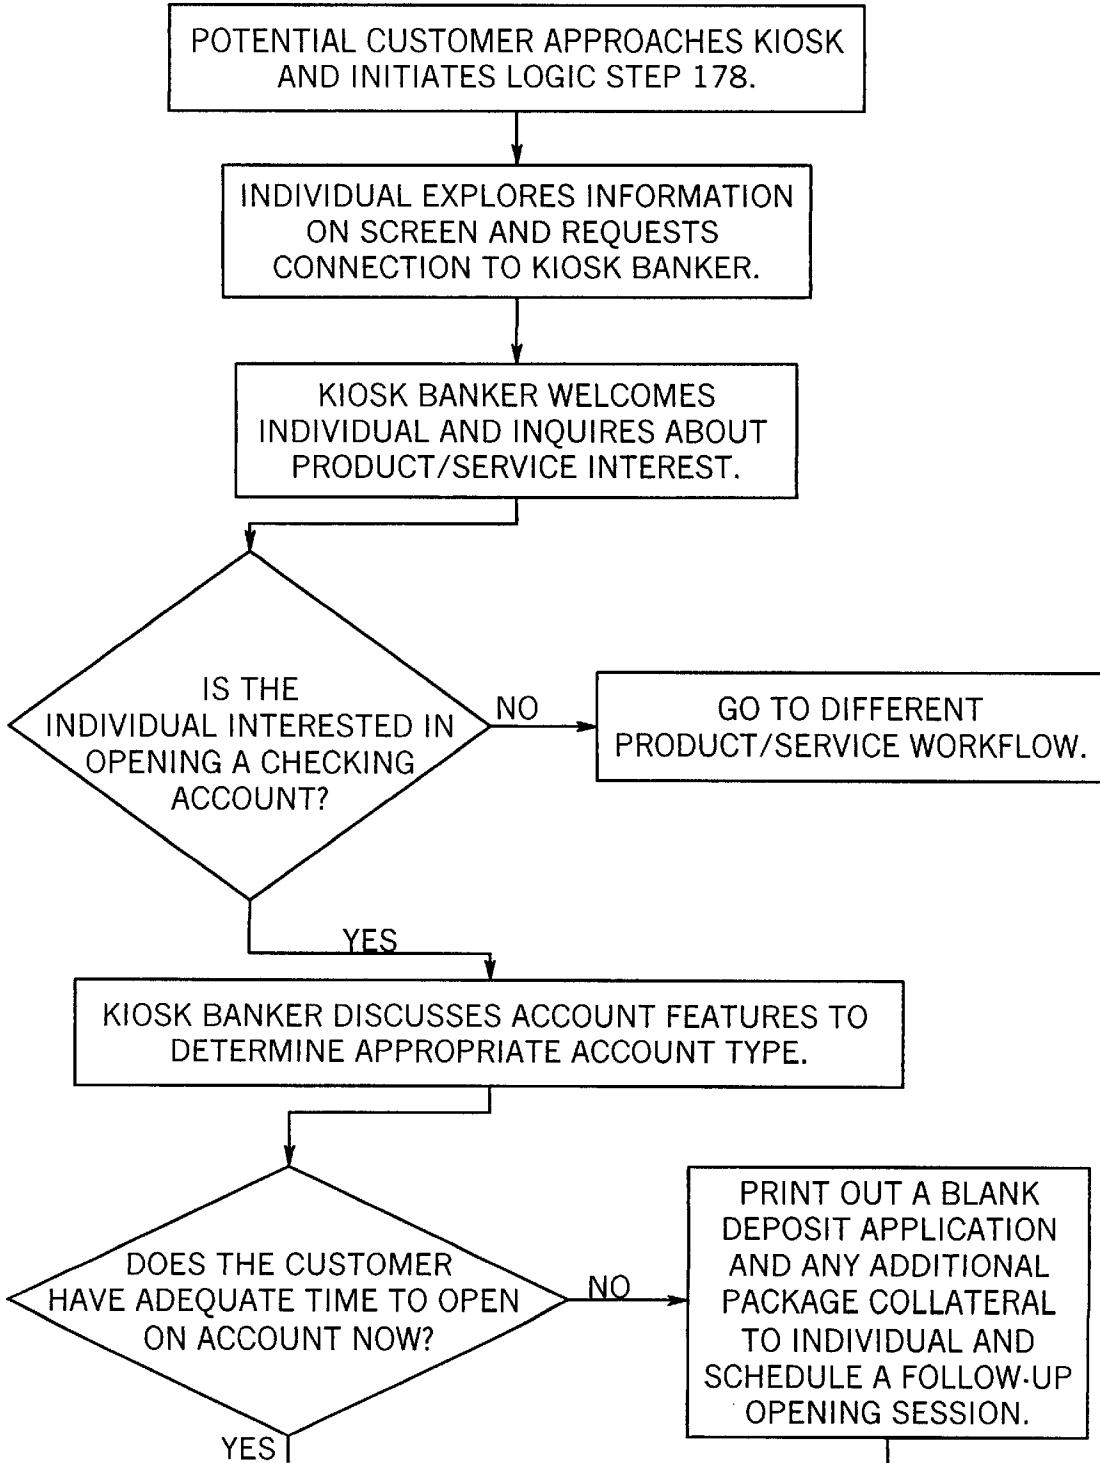 POTENTIAL CUSTOMER APPROACHES KIOSK
AND INITIATES LOGIC STEP 178.
INDIVIDUAL EXPLORES INFORMATION
ON SCREEN AND REQUESTS
CONNECTION TO KIOSK BANKER.
KIOSK BANKER WELCOMES
INDIVIDUAL AND INQUIRES ABOUT
PRODUCT/SERVICE INTEREST.
IS THE
INDIVIDUAL INTERESTED IN
OPENING A CHECKING
ACCOUNT?
NO
GO TO DIFFERENT
PRODUCT/SERVICE WORKFLOW.
YES
KIOSK BANKER DISCUSSES ACCOUNT FEATURES TO
DETERMINE APPROPRIATE ACCOUNT TYPE.
DOES THE CUSTOMER
HAVE ADEQUATE TIME TO OPEN
ON ACCOUNT NOW?
NO
PRINT OUT A BLANK
DEPOSIT APPLICATION
AND ANY ADDITIONAL
PACKAGE COLLATERAL
TO INDIVIDUAL AND
SCHEDULE A FOLLOW-UP
OPENING SESSION.
YES